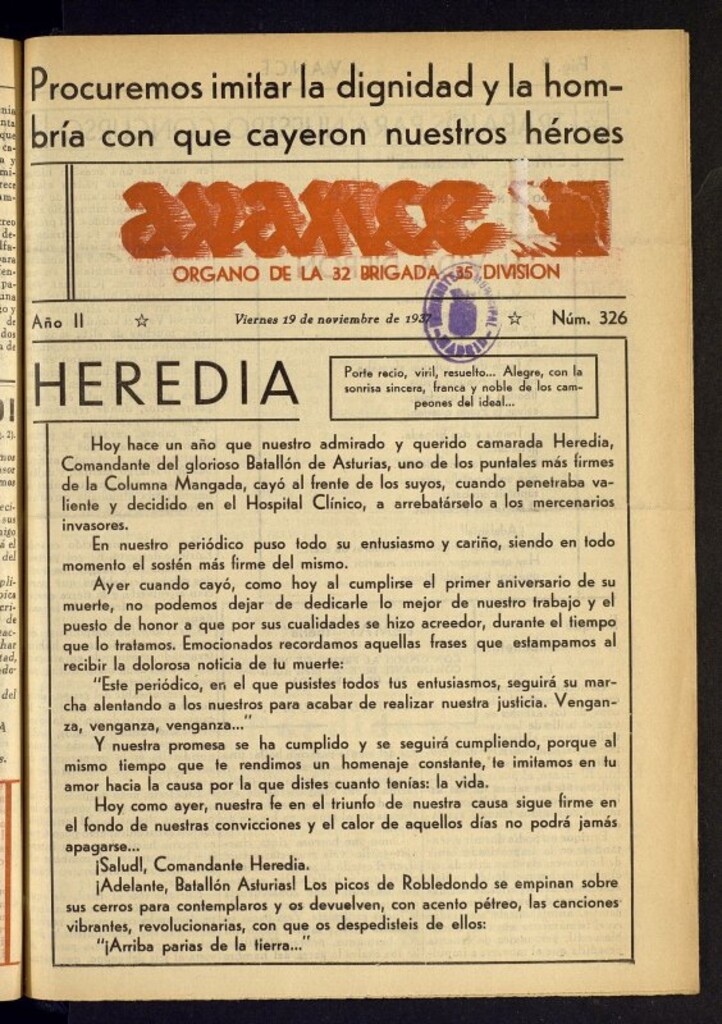 Procuremos imitar la dignidad y la hom-
bría con que cayeron nuestros héroes
avance
ORGANO DE LA 32 BRIGADA, 35 DIVISION
Año II ☆ Viernes 19 de noviembre de 1937 ☆ Núm. 326
MADRID
HEREDIA
Porte recio, viril, resuelto... Alegre, con la
sonrisa sincera, franca y noble de los cam-
peones del ideal...
Hoy hace un año que nuestro admirado y querido camarada Heredia,
Comandante del glorioso Batallón de Asturias, uno de los puntales más firmes
de la Columna Mangada, cayó al frente de los suyos, cuando penetraba va-
liente y decidido en el Hospital Clínico, a arrebatárselo a los mercenarios
invasores.
En nuestro periódico puso todo su entusiasmo y cariño, siendo en todo
momento el sostén más firme del mismo.
Ayer cuando cayó, como hoy al cumplirse el primer aniversario de su
muerte, no podemos dejar de dedicarle lo mejor de nuestro trabajo y el
puesto de honor a que por sus cualidades se hizo acreedor, durante el tiempo
que lo tratamos. Emocionados recordamos aquellas frases que estampamos al
recibir la dolorosa noticia de tu muerte:
"Este periódico, en el que pusistes todos tus entusiasmos, seguirá su mar-
cha alentando a los nuestros para acabar de realizar nuestra justicia. Vengan-
za, venganza, venganza..."
Y nuestra promesa se ha cumplido y se seguirá cumpliendo, porque al
mismo tiempo que te rendimos un homenaje constante, te imitamos en tu
amor hacia la causa por la que distes cuanto tenías: la vida.
Hoy como ayer, nuestra fe en el triunfo de nuestra causa sigue firme en
el fondo de nuestras convicciones y el calor de aquellos días no podrá jamás
apagarse...
¡Salud!, Comandante Heredia.
¡Adelante, Batallón Asturias! Los picos de Robledondo se empinan sobre
sus cerros para contemplaros y os devuelven, con acento pétreo, las canciones
vibrantes, revolucionarias, con que os despedisteis de ellos:
"¡Arriba parias de la tierra..."